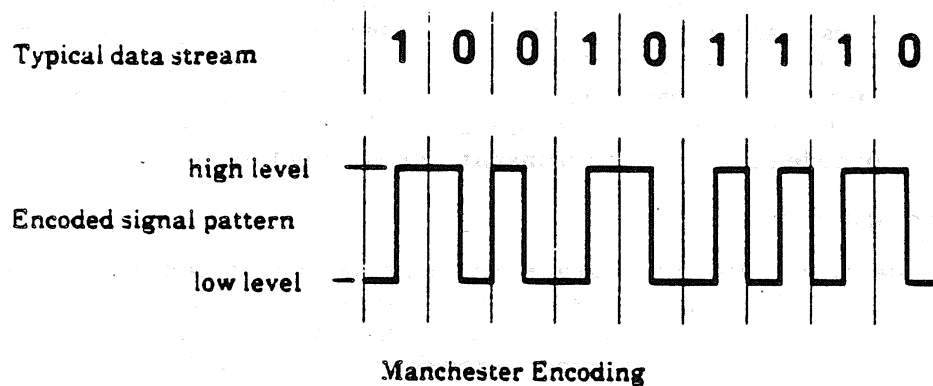 Typical data stream 1 0 0 1 0 1 1 1 0
high level
Encoded signal pattern
low level
Manchester Encoding